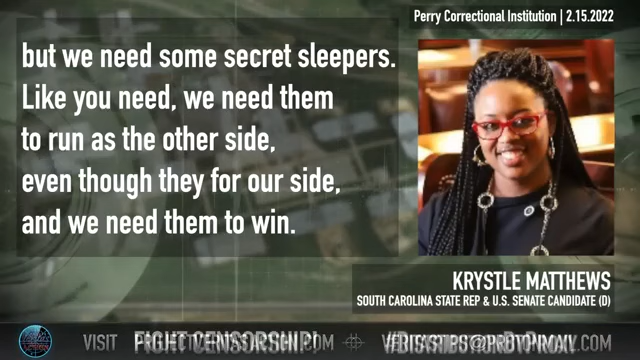 Perry Correctional Institution | 2.15.2022
but we need some secret sleepers.
Like you need, we need them
to run as the other side,
even though they for our side,
and we need them to win.
KRYSTLE MATTHEWS
SOUTH CAROLINA STATE REP & U.S. SENATE CANDIDATE (D)
VISIT FIGHT CENSORSHIP!